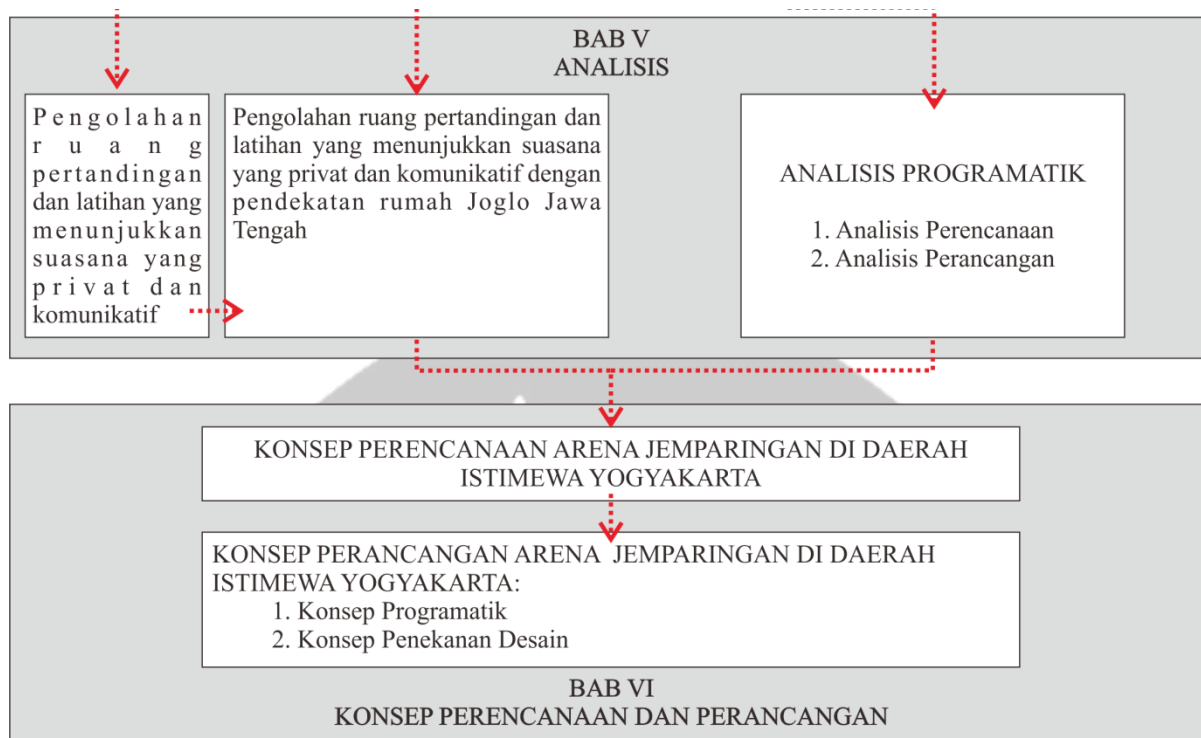 BAB V
ANALISIS
Pengolahan
ruang
pertandingan
dan latihan yang
menunjukkan
suasana yang
privat dan
komunikatif
Pengolahan ruang pertandingan dan
latihan yang menunjukkan suasana
yang privat dan komunikatif dengan
pendekatan rumah Joglo Jawa
Tengah
ANALISIS PROGRAMATIK
1. Analisis Perencanaan
2. Analisis Perancangan
KONSEP PERENCANAAN ARENA JEMPARINGAN DI DAERAH
ISTIMEWA YOGYAKARTA
KONSEP PERANCANGAN ARENA JEMPARINGAN DI DAERAH
ISTIMEWA YOGYAKARTA:
1. Konsep Programatik
2. Konsep Penekanan Desain
BAB VI
KONSEP PERENCANAAN DAN PERANCANGAN